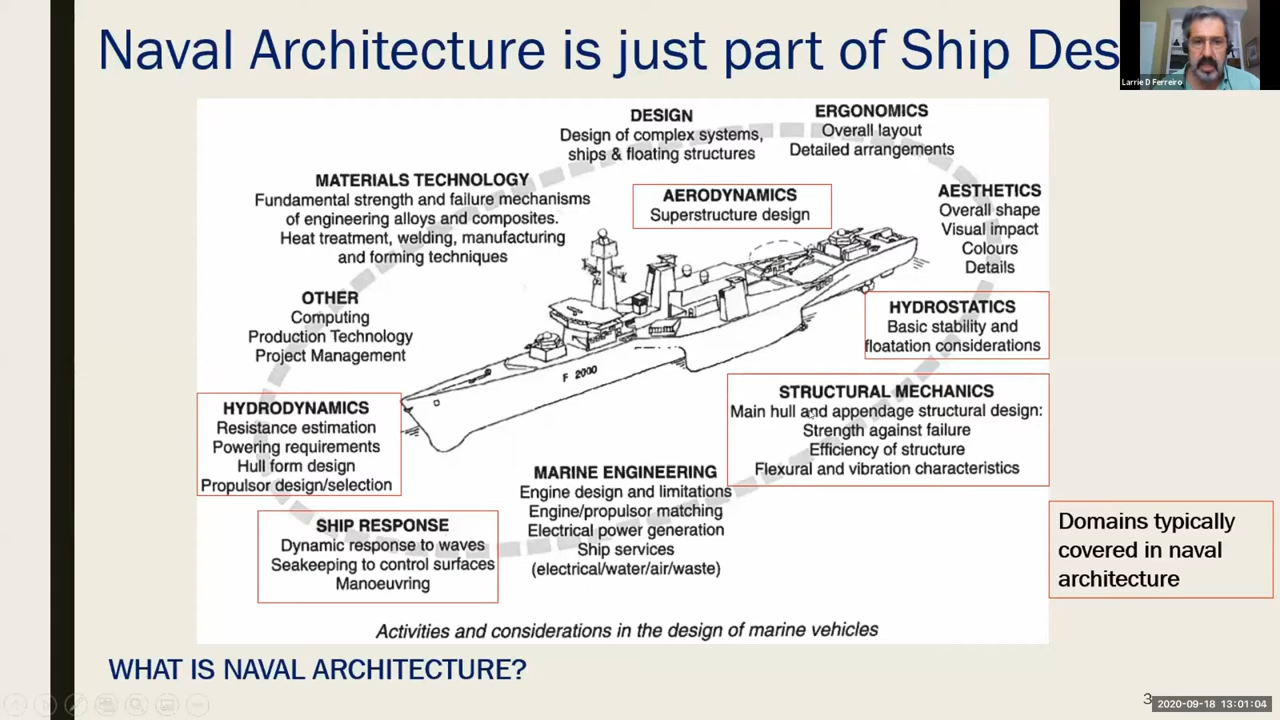 Naval Architecture is just part of Ship Des
Larrie D Ferreiro
DESIGN
Design of complex systems,
ships & floating structures
ERGONOMICS
Overall layout
Detailed arrangements
MATERIALS TECHNOLOGY
Fundamental strength and failure mechanisms
of engineering alloys and composites.
Heat treatment, welding, manufacturing
and forming techniques
AERODYNAMICS
Superstructure design
AESTHETICS
Overall shape
Visual impact
Colours
Details
OTHER
Computing
Production Technology
Project Management
HYDROSTATICS
Basic stability and
floatation considerations
F 2000
HYDRODYNAMICS
Resistance estimation
Powering requirements
Hull form design
Propulsor design/selection
STRUCTURAL MECHANICS
Main hull and appendage structural design:
Strength against failure
Efficiency of structure
Flexural and vibration characteristics
MARINE ENGINEERING
Engine design and limitations
Engine/propulsor matching
Electrical power generation
Ship services
(electrical/water/air/waste)
SHIP RESPONSE
Dynamic response to waves
Seakeeping to control surfaces
Manoeuvring
Domains typically
covered in naval
architecture
Activities and considerations in the design of marine vehicles
WHAT IS NAVAL ARCHITECTURE?
3
2020-09-18 13:01:04